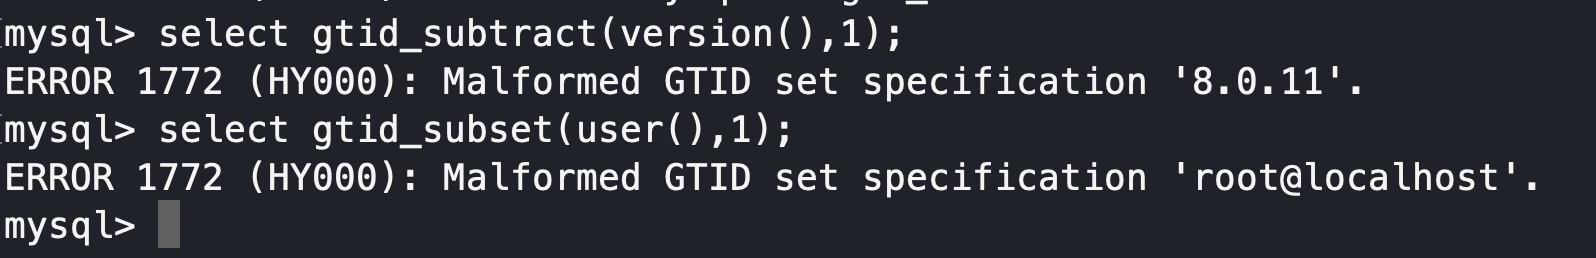 mysql> select gtid_subtract(version(),1);
ERROR 1772 (HY000): Malformed GTID set specification '8.0.11'.
mysql> select gtid_subset(user(),1);
ERROR 1772 (HY000): Malformed GTID set specification 'root@localhost'.
mysql>